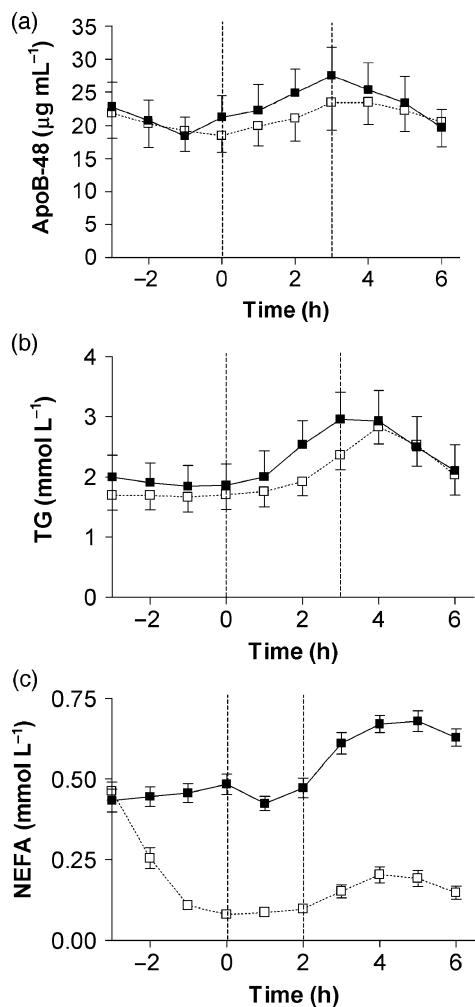 (a)
35
30
25
20
15
10
5
0
ApoB-48 (μg mL⁻¹)
−2 0 2 4 6
Time (h)
(b)
4
3
2
1
0
TG (mmol L⁻¹)
−2 0 2 4 6
Time (h)
(c)
0.75
0.50
0.25
0.00
NEFA (mmol L⁻¹)
−2 0 2 4 6
Time (h)